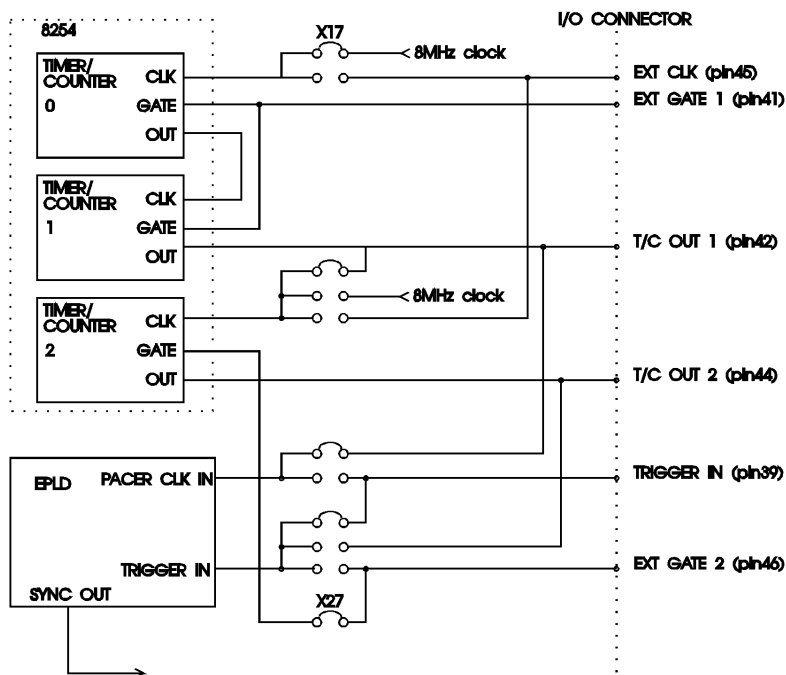 I/O CONNECTOR
8254
X17
8MHz clock
TIMER/
COUNTER
0
CLK
GATE
OUT
EXT CLK (pin45)
EXT GATE 1 (pin41)
TIMER/
COUNTER
1
CLK
GATE
OUT
T/C OUT 1 (pin42)
8MHz clock
TIMER/
COUNTER
2
CLK
GATE
OUT
T/C OUT 2 (pin44)
EPLD
PACER CLK IN
TRIGGER IN (pin39)
TRIGGER IN
EXT GATE 2 (pin46)
SYNC OUT
X27